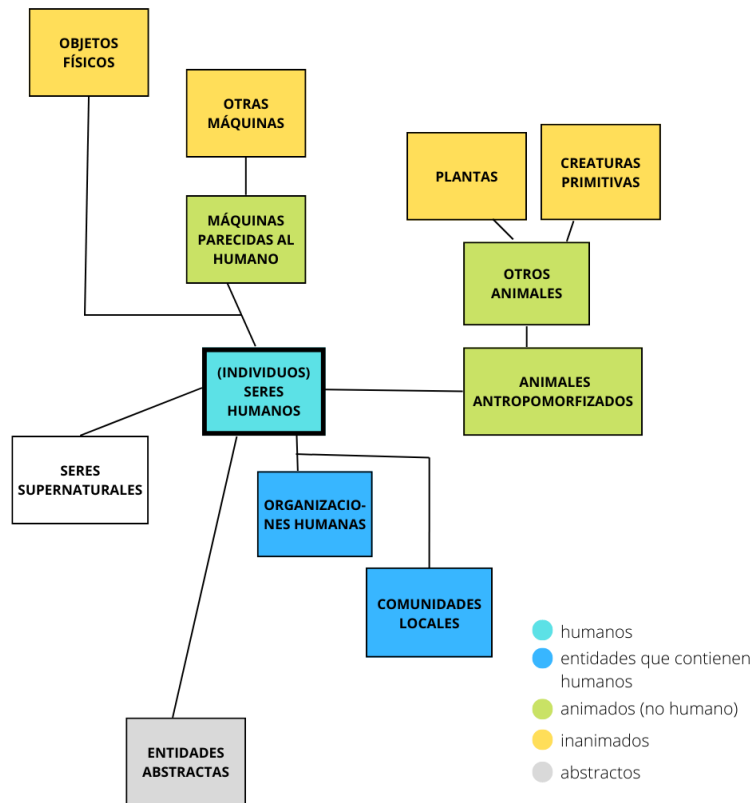 OBJETOS
FÍSICOS
OTRAS
MÁQUINAS
PLANTAS
CREATURAS
PRIMITIVAS
MÁQUINAS
PARECIDAS AL
HUMANO
OTROS
ANIMALES
(INDIVIDUOS)
SERES
HUMANOS
ANIMALES
ANTROPOMORFIZADOS
SERES
SUPERNATURALES
ORGANIZACIO-
NES HUMANAS
COMUNIDADES
LOCALES
ENTIDADES
ABSTRACTAS
humanos
entidades que contienen
humanos
animados (no humano)
inanimados
abstractos